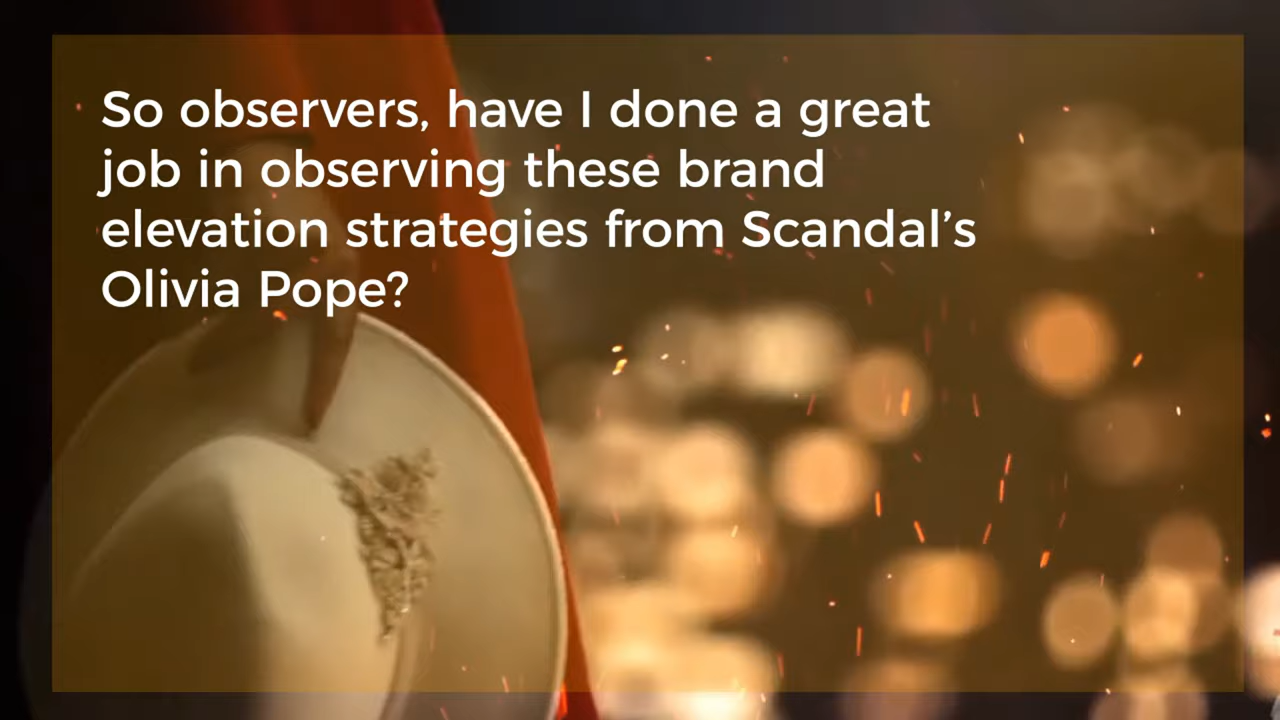 So observers, have I done a great
job in observing these brand
elevation strategies from Scandal’s
Olivia Pope?